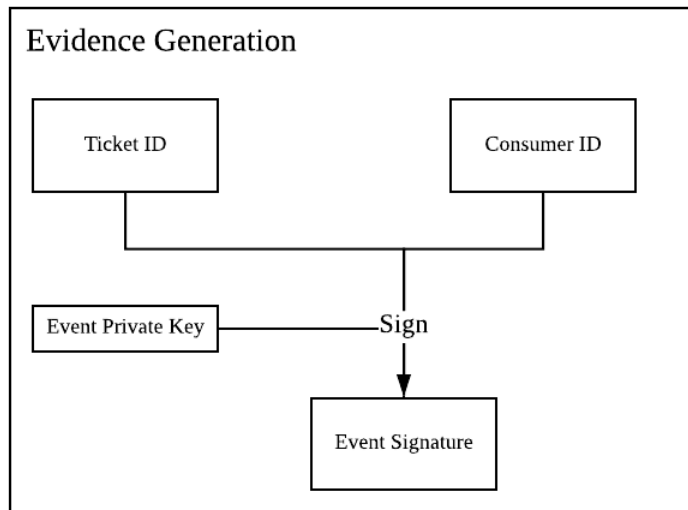 Evidence Generation
Ticket ID
Consumer ID
Event Private Key
Sign
Event Signature